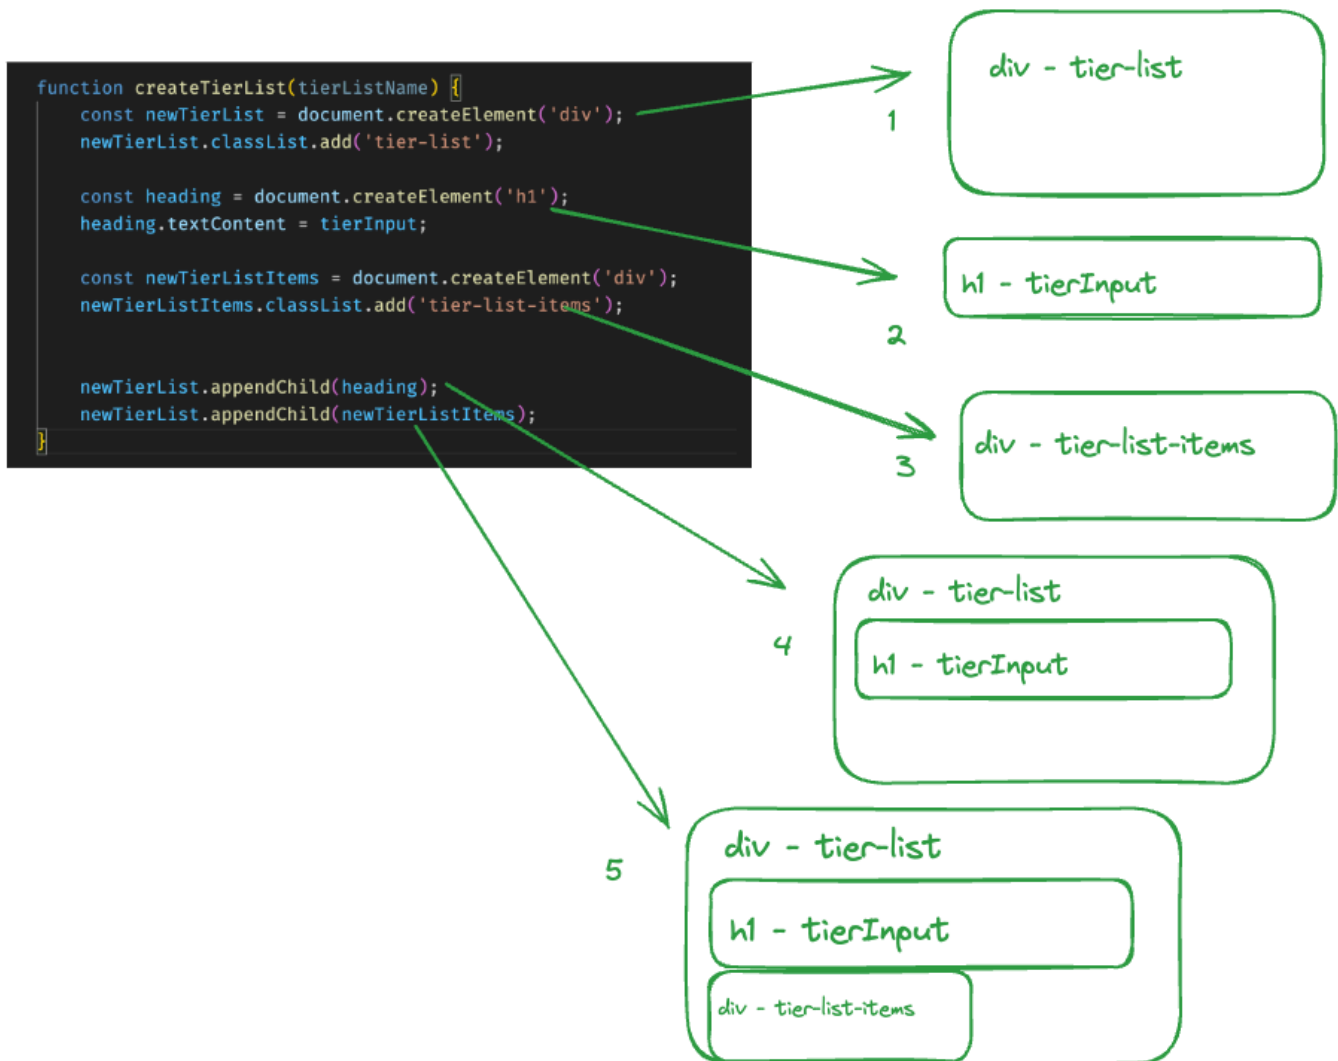 function createTierList(tierListName) {
const newTierList = document.createElement('div');
newTierList.classList.add('tier-list');
const heading = document.createElement('h1');
heading.textContent = tierInput;
const newTierListItems = document.createElement('div');
newTierListItems.classList.add('tier-list-items');
newTierList.appendChild(heading);
newTierList.appendChild(newTierListItems);
}
1
div - tier-list
2
h1 - tierInput
3
div - tier-list-items
4
div - tier-list
h1 - tierInput
5
div - tier-list
h1 - tierInput
div - tier-list-items